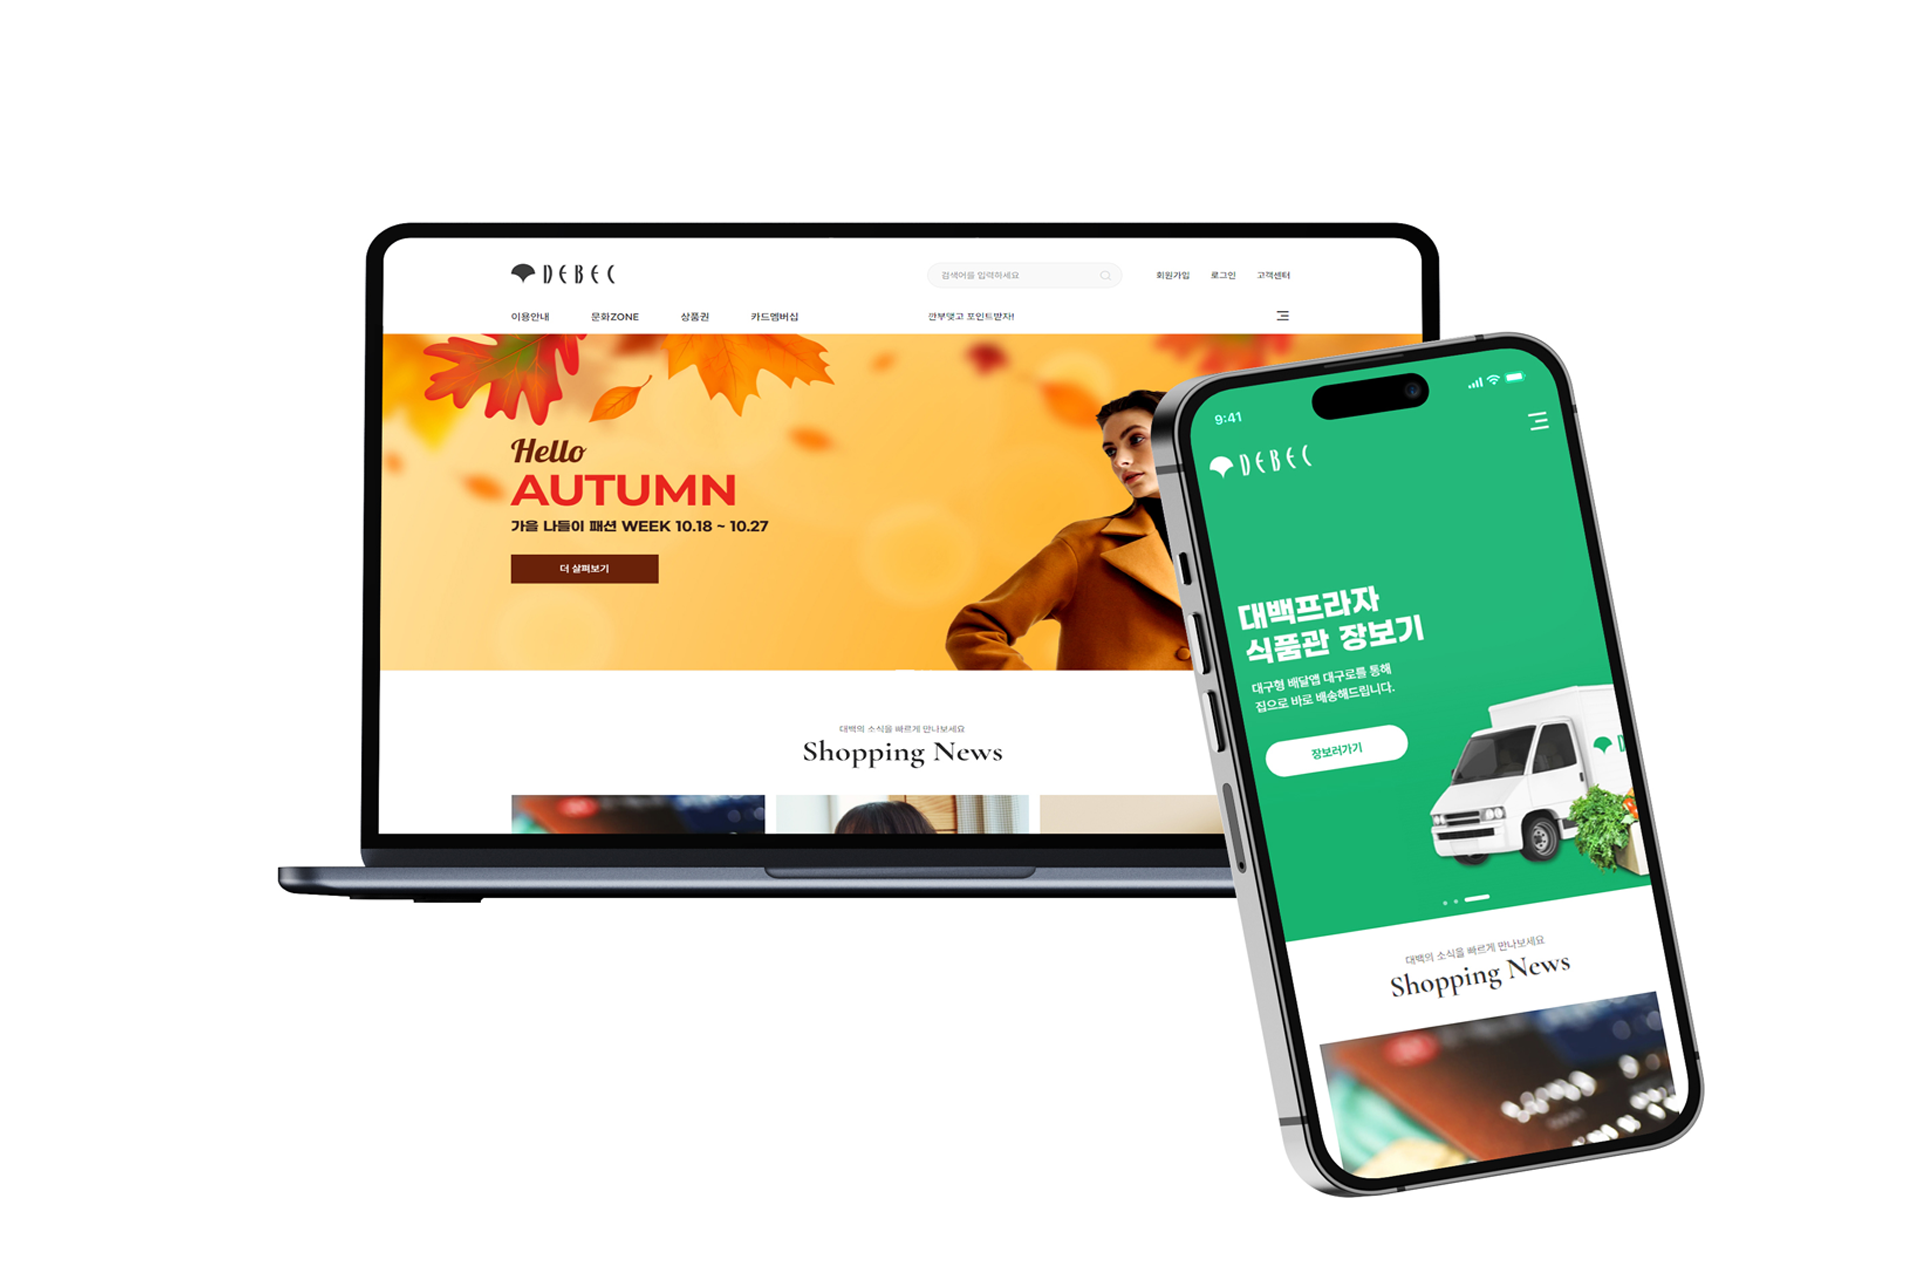 DEBEC
검색어를 입력하세요
회원가입 로그인 고객센터
이용안내 문화ZONE 상품권 카드멤버십 깐부맺고 포인트받자!
Hello
AUTUMN
가을 나들이 패션 WEEK 10.18 ~ 10.27
더 살펴보기
대백의 소식을 빠르게 만나보세요
Shopping News
9:41
DEBEC
대백프라자
식품관 장보기
대구형 배달앱 대구로를 통해
집으로 바로 배송해드립니다.
장보러가기
대백의 소식을 빠르게 만나보세요
Shopping News